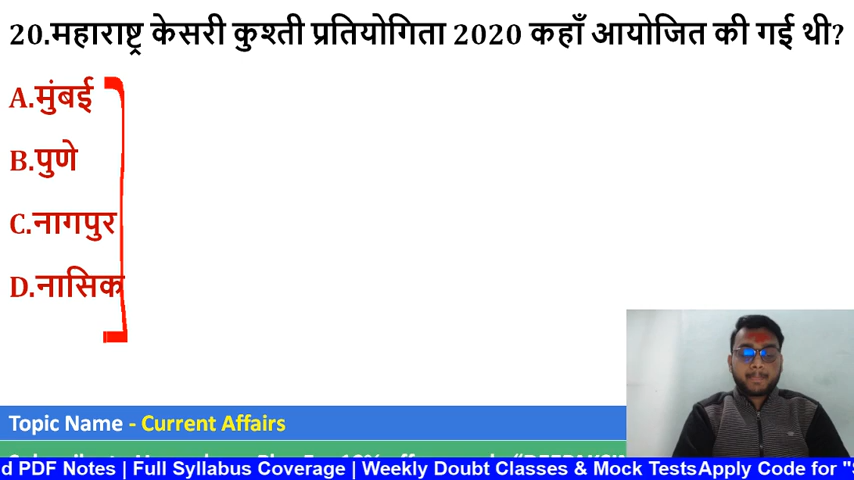 20.महाराष्ट्र केसरी कुश्ती प्रतियोगिता 2020 कहाँ आयोजित की गई थी?
A.मुंबई
B.पुणे
C.नागपुर
D.नासिक
Topic Name - Current Affairs
d PDF Notes | Full Syllabus Coverage | Weekly Doubt Classes & Mock TestsApply Code for "S